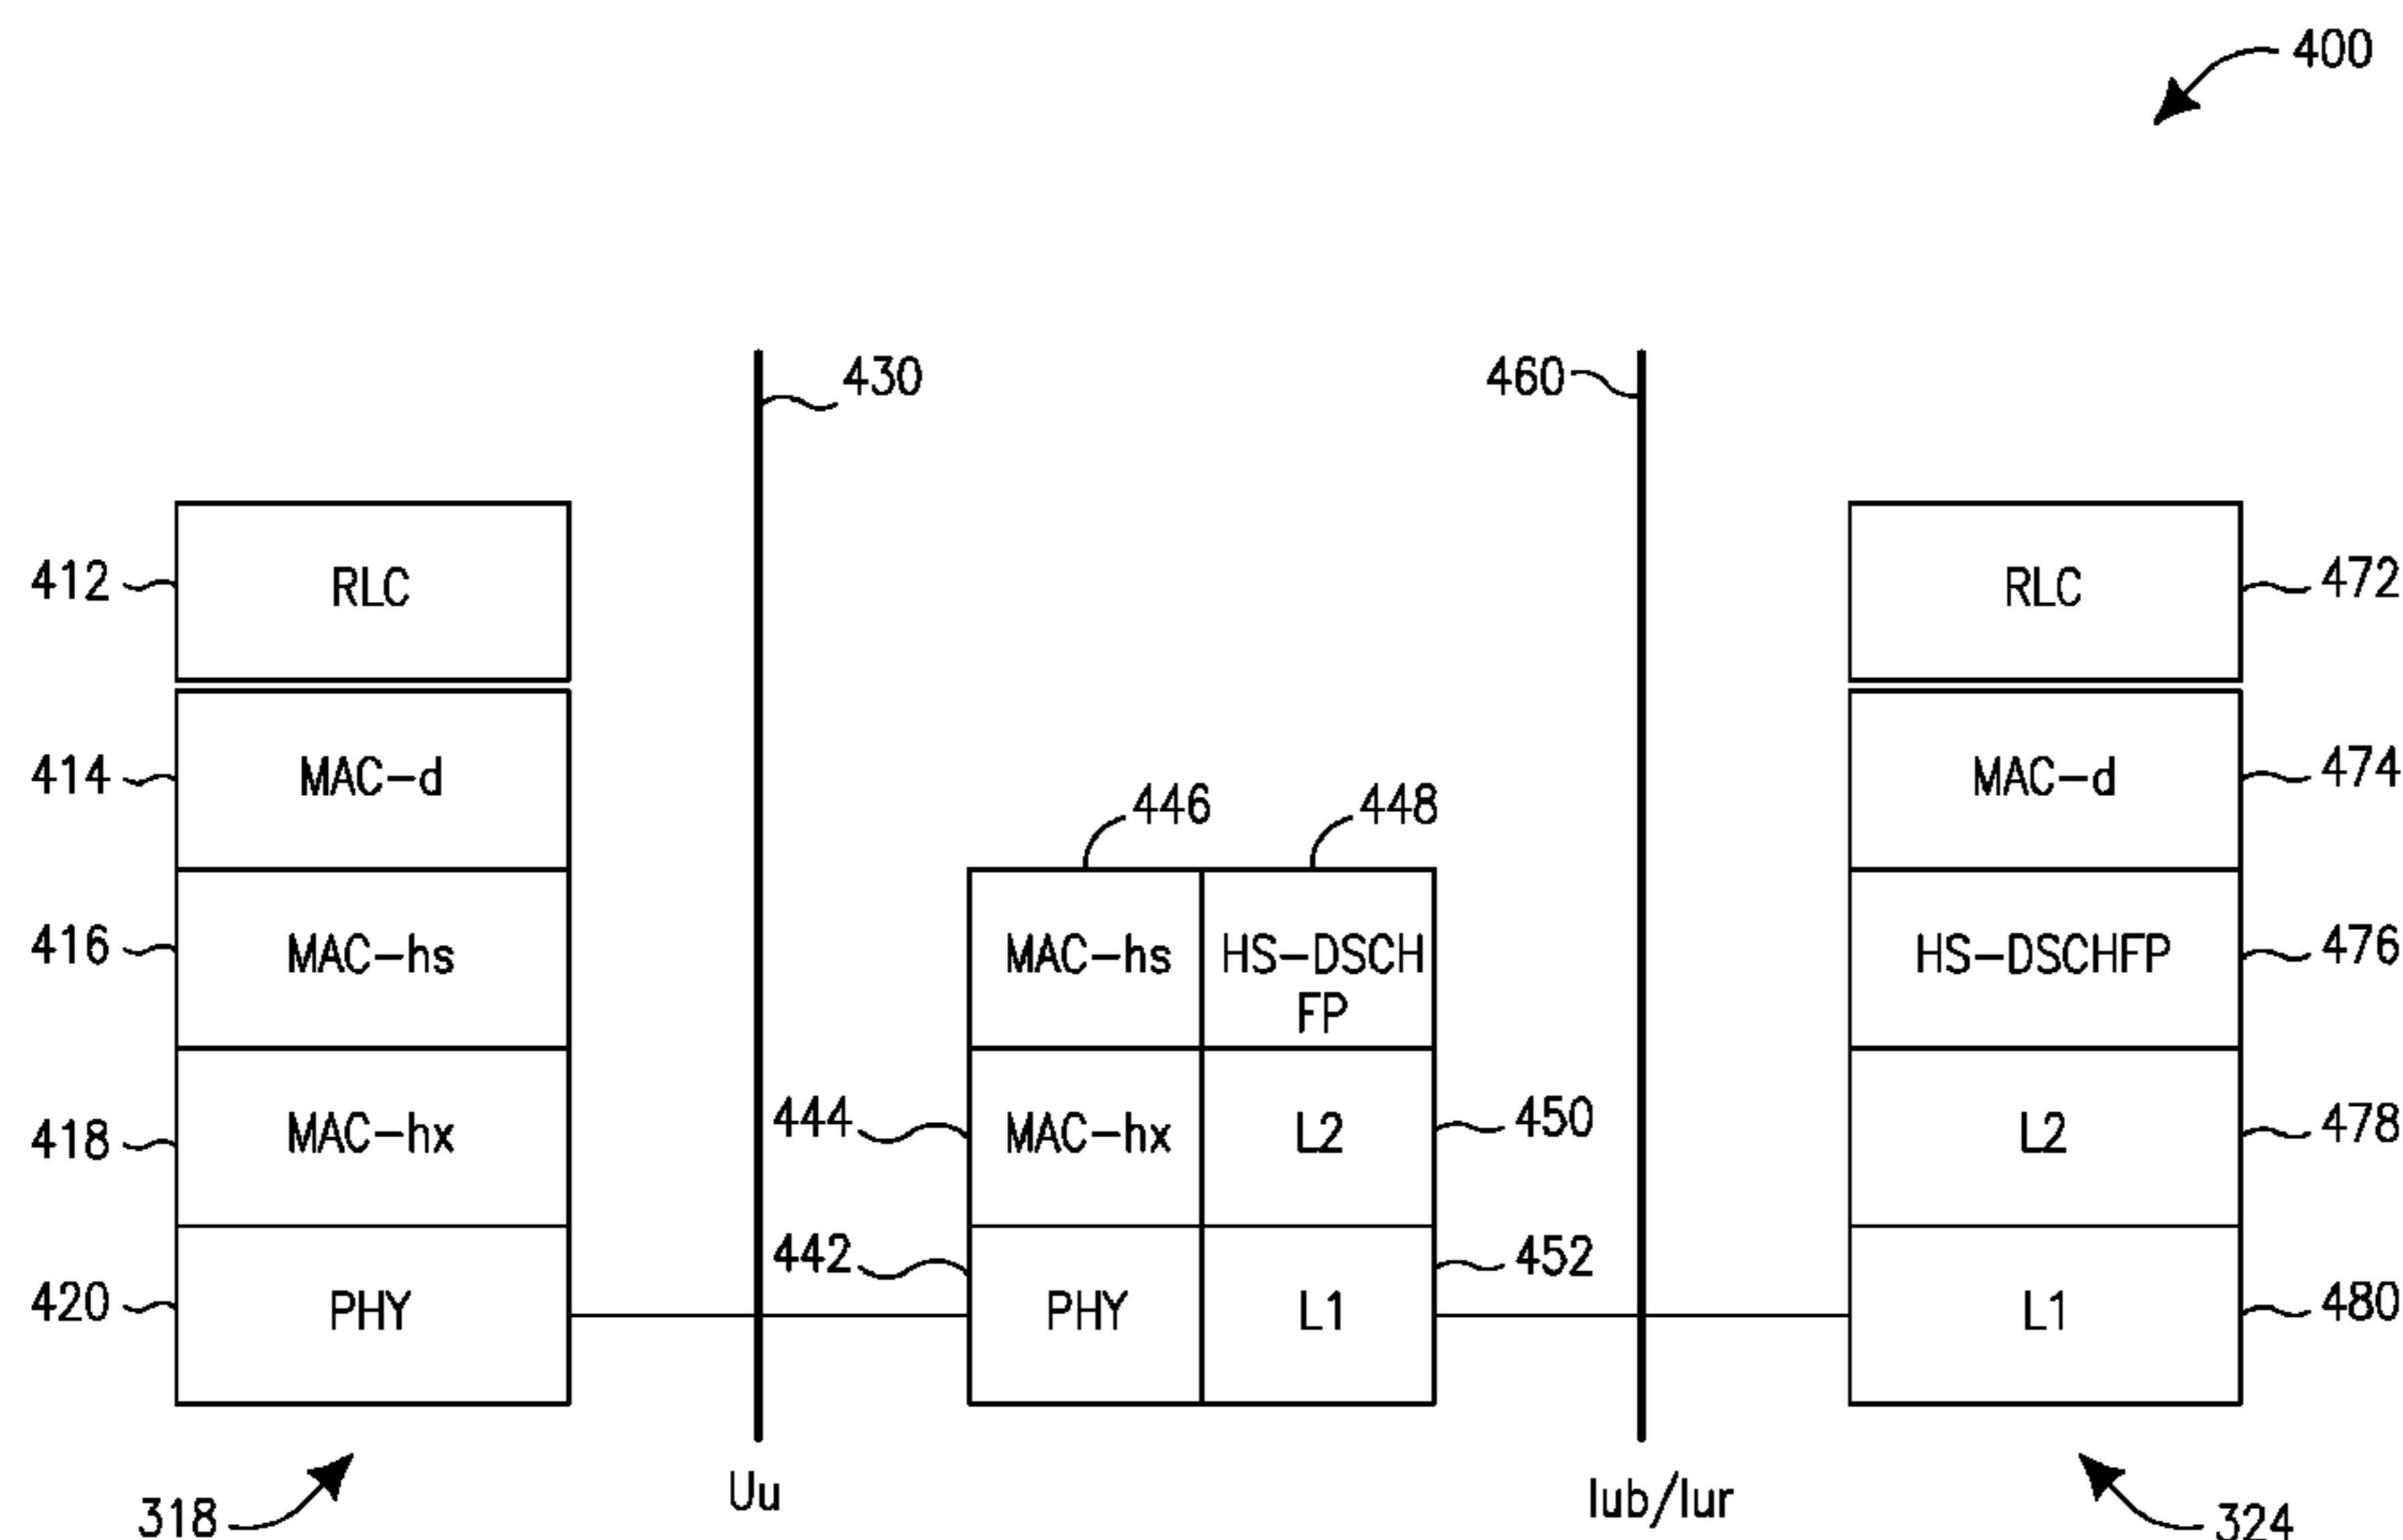 400
430
460
412
RLC
RLC
472
414
MAC-d
MAC-d
474
446
448
416
MAC-hs
MAC-hs
HS-DSCH
FP
HS-DSCHFP
476
418
MAC-hx
444
MAC-hx
L2
450
L2
478
442
452
420
PHY
PHY
L1
L1
480
318
Uu
Iub/Iur
324